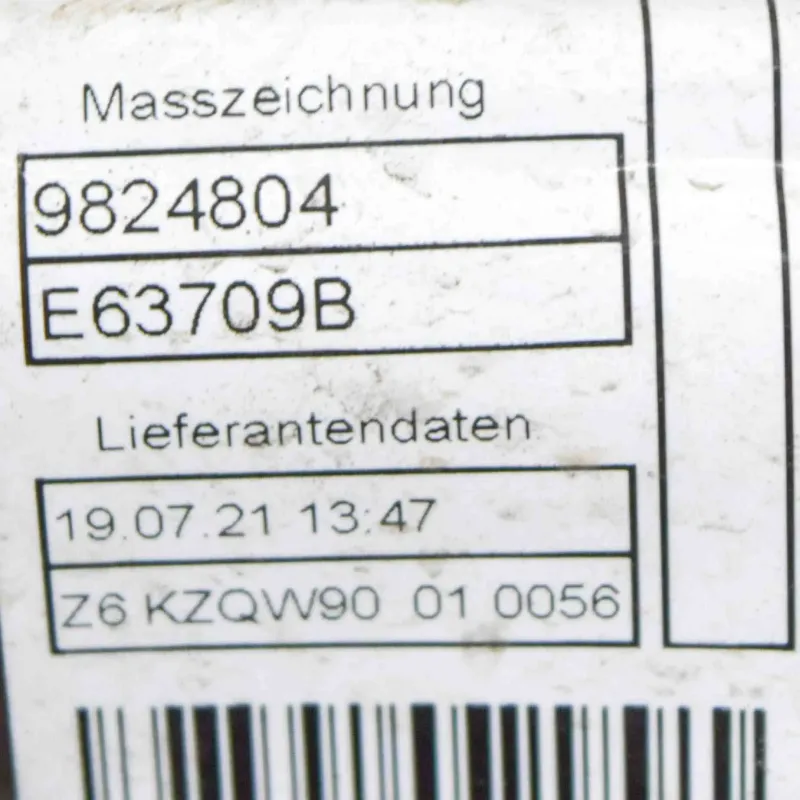 Masszeichnung
9824804
E63709B
Lieferantendaten
19.07.21 13:47
Z6 KZQW90 01 0056